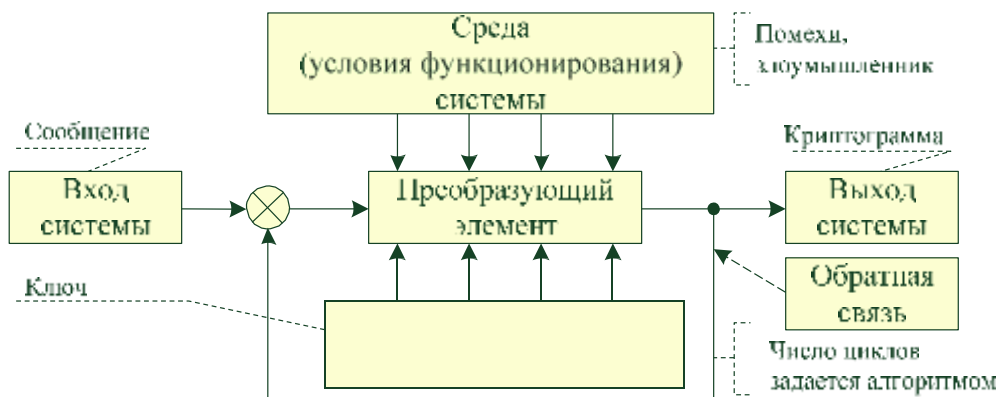 Среда
(условия функционирования)
системы
Помехи,
злоумышленник
Сообщение
Криптограмма
Вход
системы
Преобразующий
элемент
Выход
системы
Ключ
Обратная
связь
Число циклов
задается алгоритмом